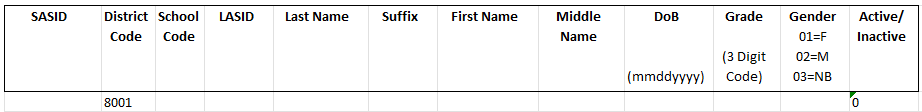 SASID District Code School Code LASID Last Name Suffix First Name Middle Name DoB (mmddyyyy) Grade (3 Digit Code) Gender 01=F 02=M 03=NB Active/ Inactive
8001 0